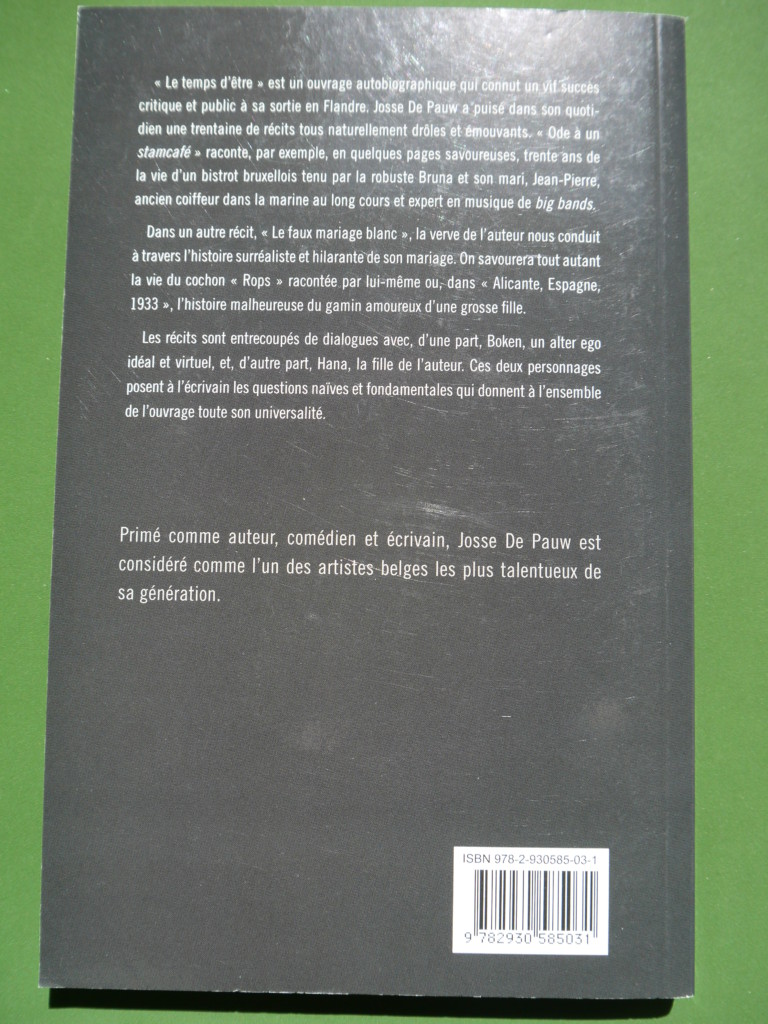 « Le temps d'être » est un ouvrage autobiographique qui connut un vif succès
critique et public à sa sortie en Flandre. Josse De Pauw a puisé dans son quoti-
dien une trentaine de récits tous naturellement drôles et émouvants. « Ode à un
stamcafé » raconte, par exemple, en quelques pages savoureuses, trente ans de
la vie d'un bistrot bruxellois tenu par la robuste Bruna et son mari, Jean-Pierre,
ancien coiffeur dans la marine au long cours et expert en musique de big bands.
Dans un autre récit, « Le faux mariage blanc », la verve de l'auteur nous conduit
à travers l'histoire surréaliste et hilarante de son mariage. On savourera tout autant
la vie du cochon « Rops » racontée par lui-même ou, dans « Alicante, Espagne,
1933 », l'histoire malheureuse du gamin amoureux d'une grosse fille.
Les récits sont entrecoupés de dialogues avec, d'une part, Boken, un alter ego
idéal et virtuel, et, d'autre part, Hana, la fille de l'auteur. Ces deux personnages
posent à l'écrivain les questions naïves et fondamentales qui donnent à l'ensemble
de l'ouvrage toute son universalité.
Primé comme auteur, comédien et écrivain, Josse De Pauw est
considéré comme l'un des artistes belges les plus talentueux de
sa génération.
ISBN 978-2-930585-03-1
9 782930 585031